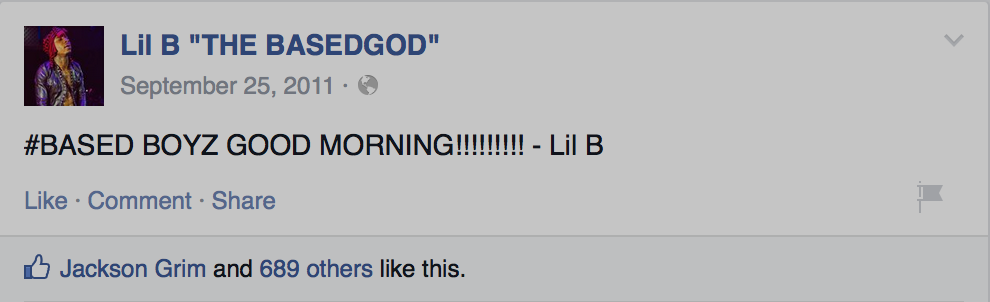 Lil B "THE BASEDGOD"
September 25, 2011 ·
#BASED BOYZ GOOD MORNING!!!!!!!!! - Lil B
Like · Comment · Share
Jackson Grim and 689 others like this.